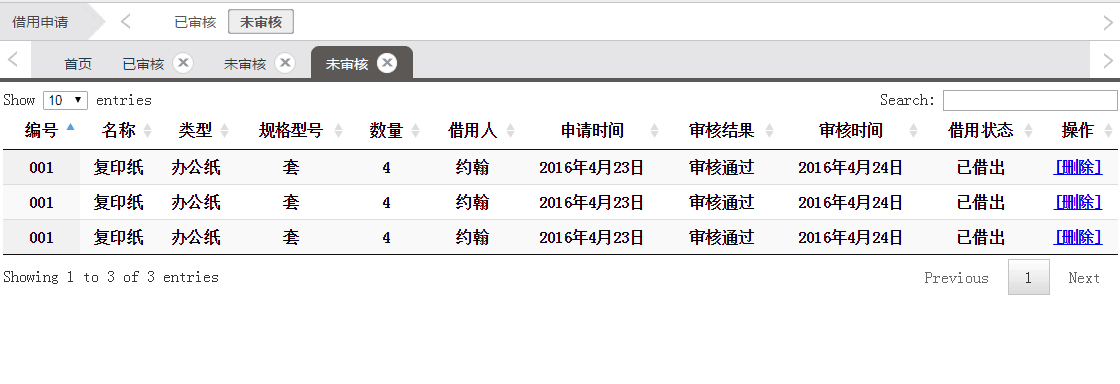 借用申请 已审核 未审核
首页 已审核 未审核 未审核
Show 10 entries Search:
编号 名称 类型 规格型号 数量 借用人 申请时间 审核结果 审核时间 借用状态 操作
001 复印纸 办公纸 套 4 约翰 2016年4月23日 审核通过 2016年4月24日 已借出 [删除]
001 复印纸 办公纸 套 4 约翰 2016年4月23日 审核通过 2016年4月24日 已借出 [删除]
001 复印纸 办公纸 套 4 约翰 2016年4月23日 审核通过 2016年4月24日 已借出 [删除]
Showing 1 to 3 of 3 entries Previous 1 Next